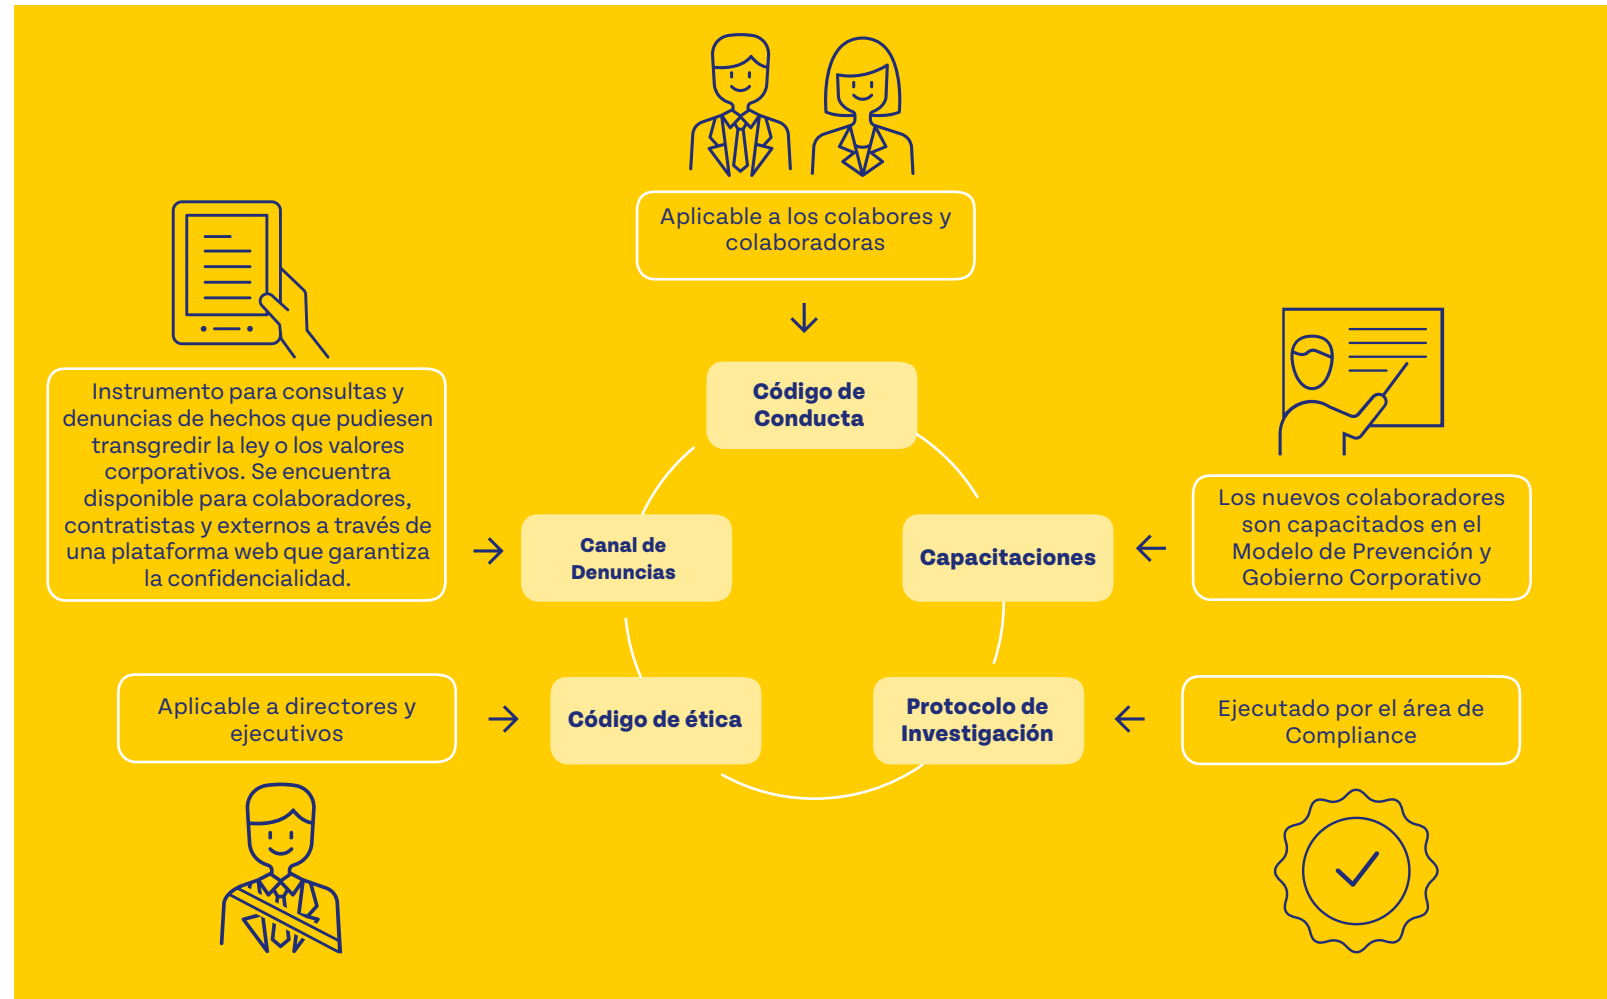 Aplicable a los colabores y
colaboradoras
Código de
Conducta
Instrumento para consultas y
denuncias de hechos que pudiesen
transgredir la ley o los valores
corporativos. Se encuentra
disponible para colaboradores,
contratistas y externos a través de
una plataforma web que garantiza
la confidencialidad.
Canal de
Denuncias
Capacitaciones
Los nuevos colaboradores
son capacitados en el
Modelo de Prevención y
Gobierno Corporativo
Aplicable a directores y
ejecutivos
Código de ética
Protocolo de
Investigación
Ejecutado por el área de
Compliance